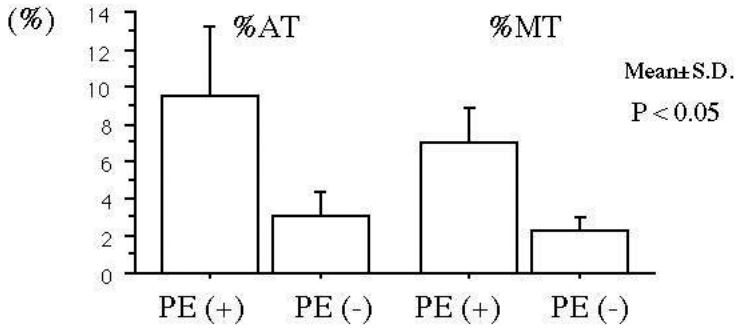 (%)
14
12
10
8
6
4
2
0
%AT
%MT
Mean±S.D.
P < 0.05
PE (+) PE (-) PE (+) PE (-)